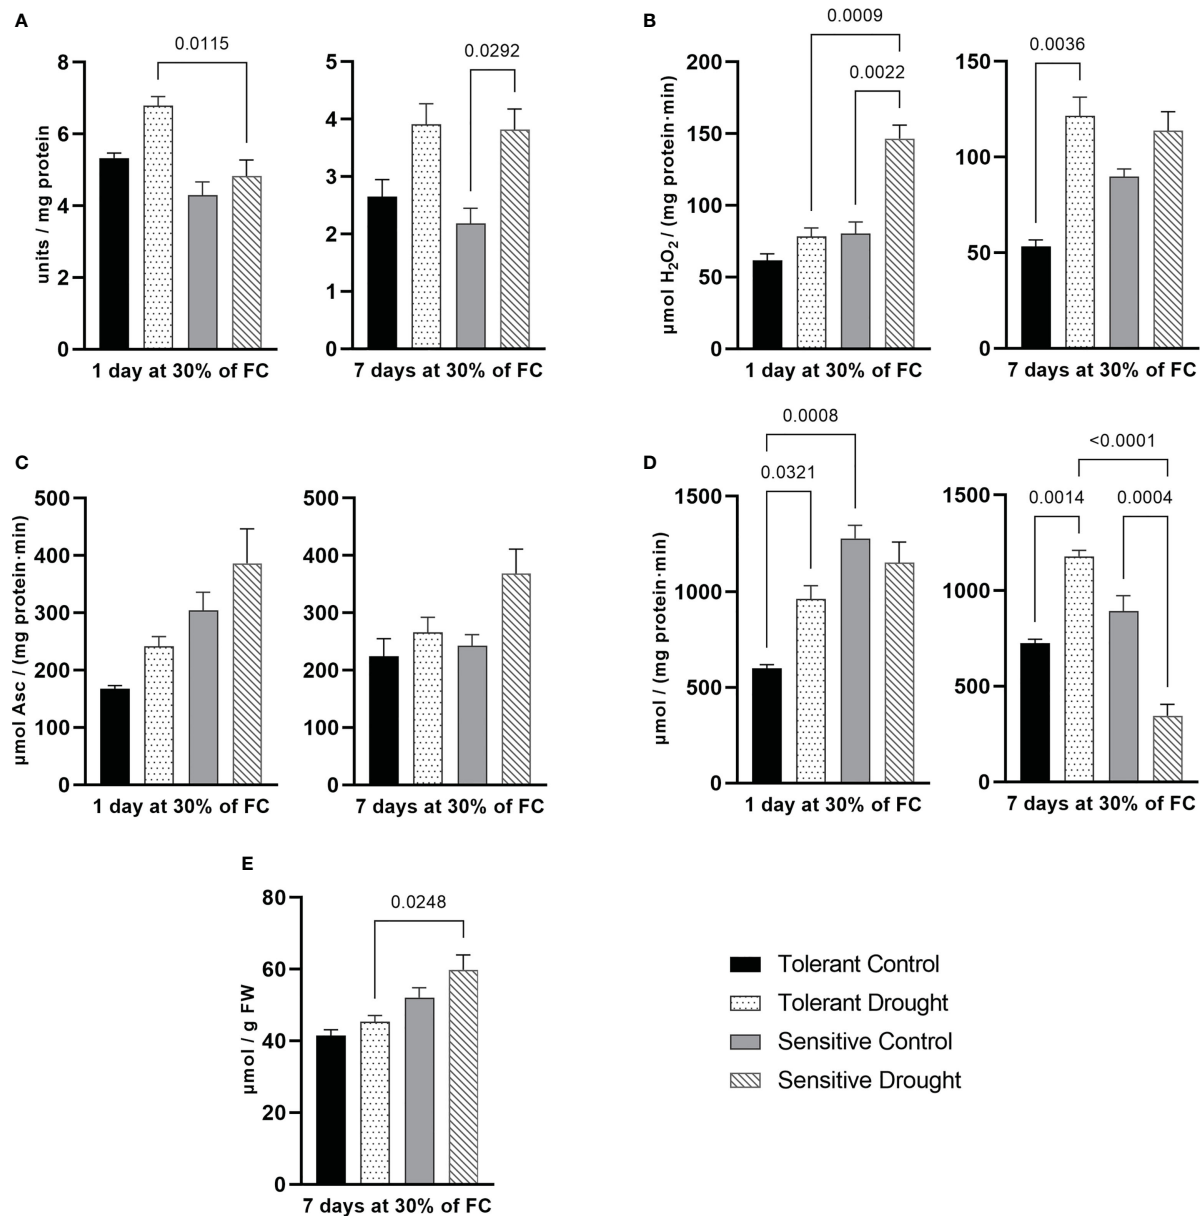 A
0.0115
0.0292
units / mg protein
8
6
4
2
0
1 day at 30% of FC
5
4
3
2
1
0
7 days at 30% of FC
B
0.0009
0.0022
0.0036
µmol H₂O₂ / (mg protein·min)
200
150
100
50
0
1 day at 30% of FC
150
100
50
0
7 days at 30% of FC
C
µmol Asc / (mg protein·min)
500
400
300
200
100
0
1 day at 30% of FC
500
400
300
200
100
0
7 days at 30% of FC
D
0.0008
0.0321
<0.0001
0.0014
0.0004
µmol / (mg protein·min)
1500
1000
500
0
1 day at 30% of FC
1500
1000
500
0
7 days at 30% of FC
E
0.0248
µmol / g FW
80
60
40
20
0
7 days at 30% of FC
Tolerant Control
Tolerant Drought
Sensitive Control
Sensitive Drought